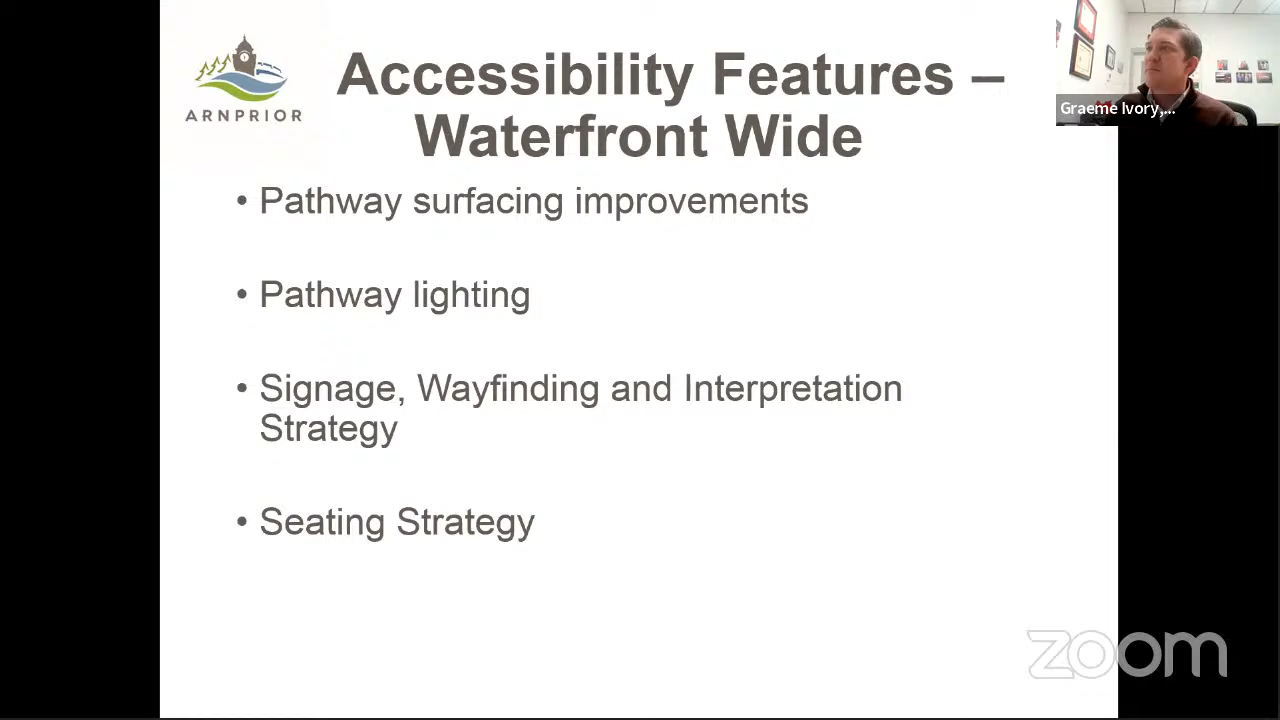 ARNPRIOR
Accessibility Features –
Waterfront Wide
Graeme Ivory,...
• Pathway surfacing improvements
• Pathway lighting
• Signage, Wayfinding and Interpretation
Strategy
• Seating Strategy
zoom